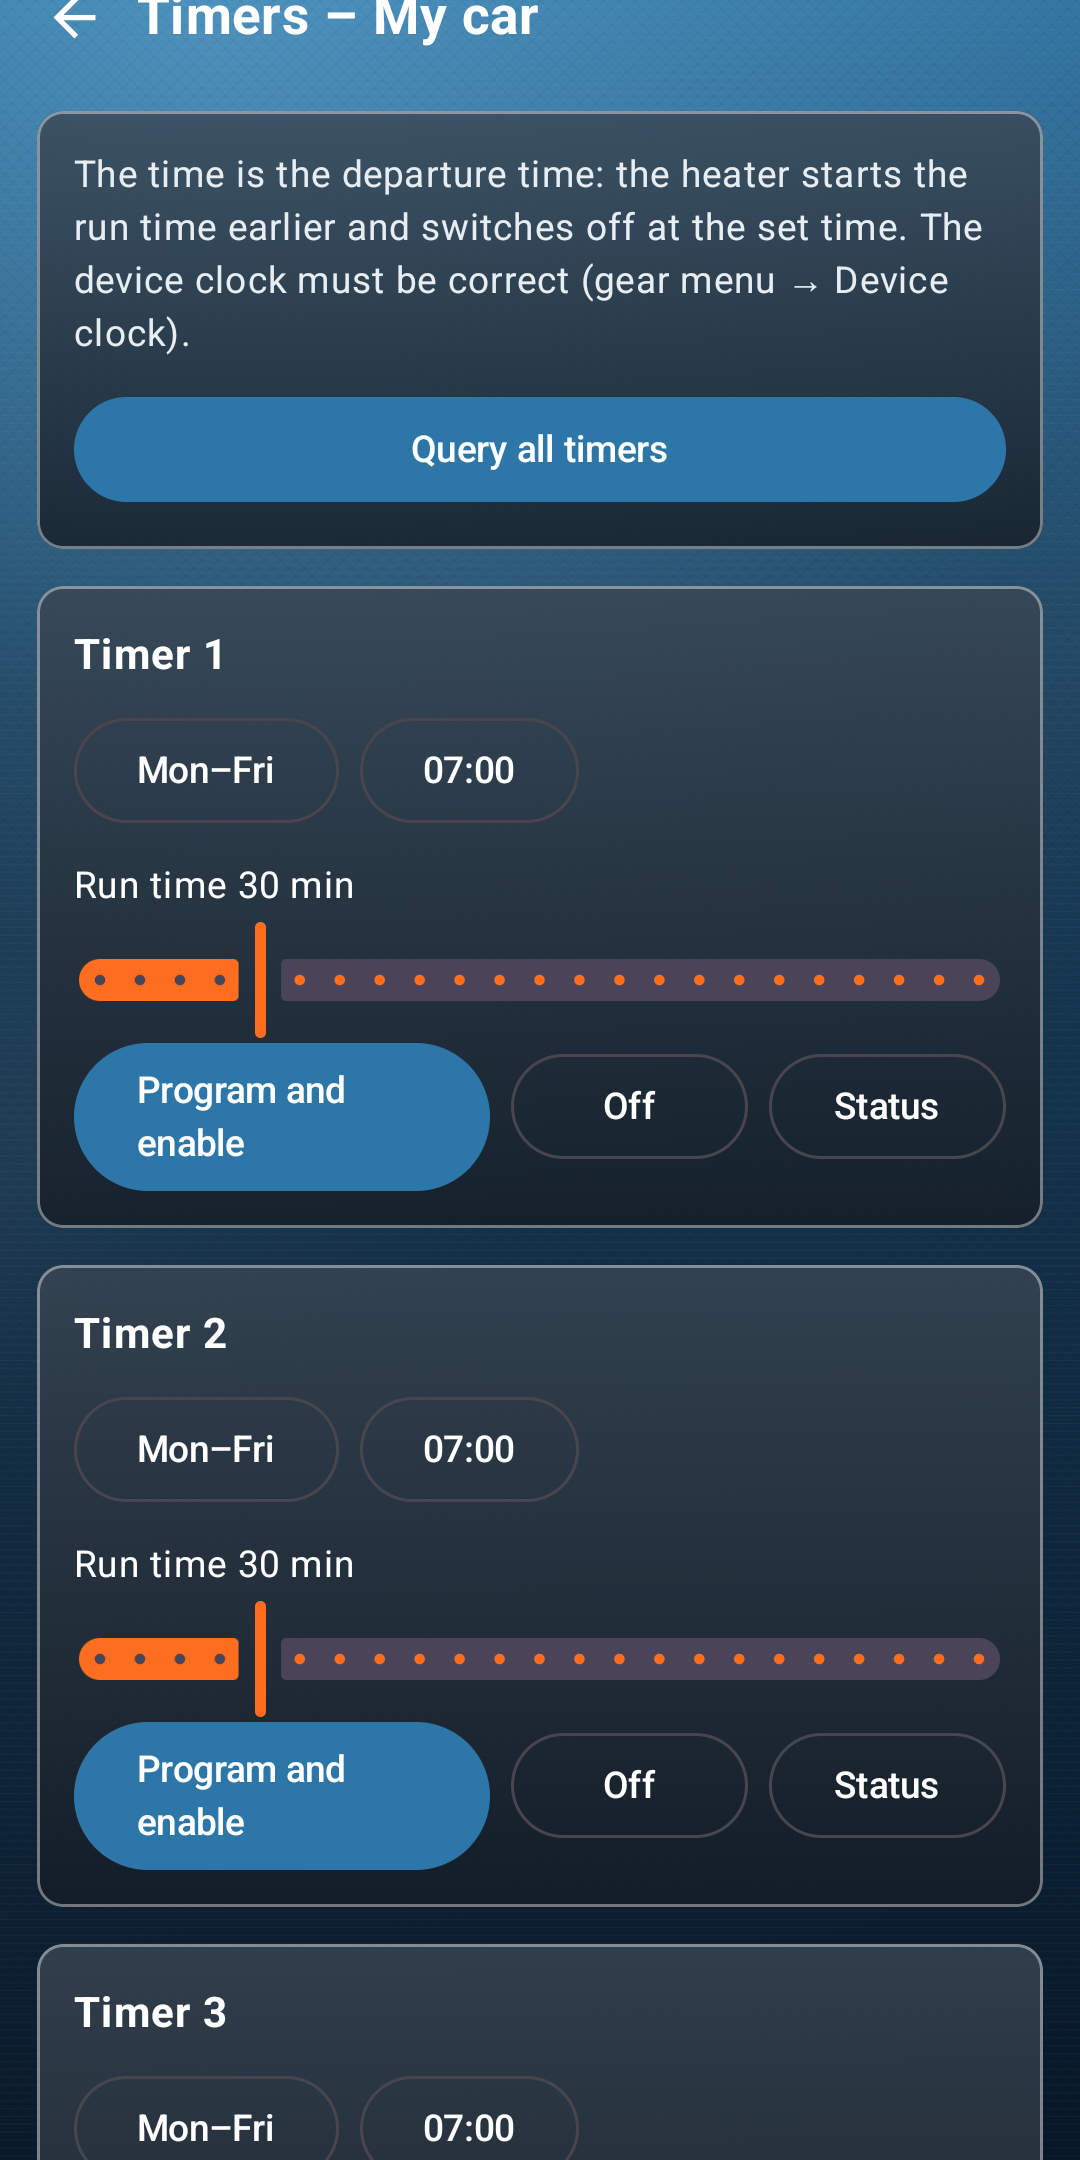 Timers – My car
The time is the departure time: the heater starts the
run time earlier and switches off at the set time. The
device clock must be correct (gear menu → Device
clock).
Query all timers
Timer 1
Mon–Fri
07:00
Run time 30 min
Program and
enable
Off
Status
Timer 2
Mon–Fri
07:00
Run time 30 min
Program and
enable
Off
Status
Timer 3
Mon–Fri
07:00